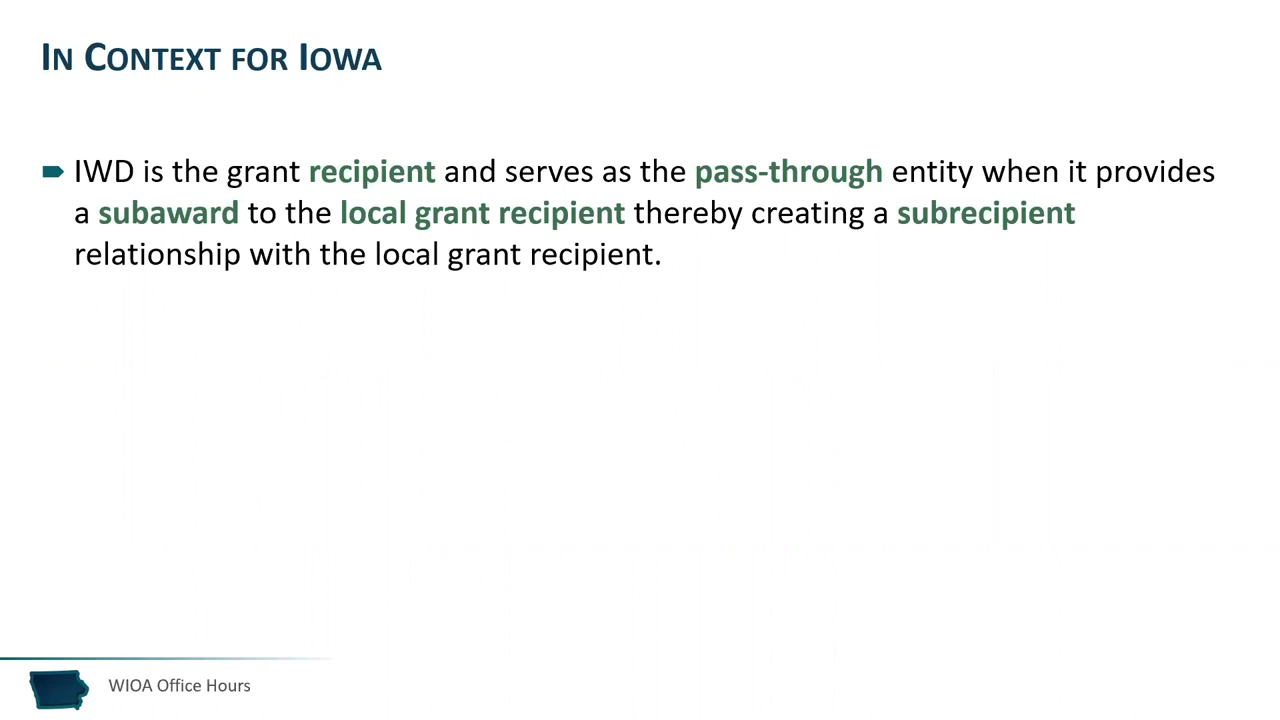 In Context for Iowa
IWD is the grant recipient and serves as the pass-through entity when it provides
a subaward to the local grant recipient thereby creating a subrecipient
relationship with the local grant recipient.
WIOA Office Hours